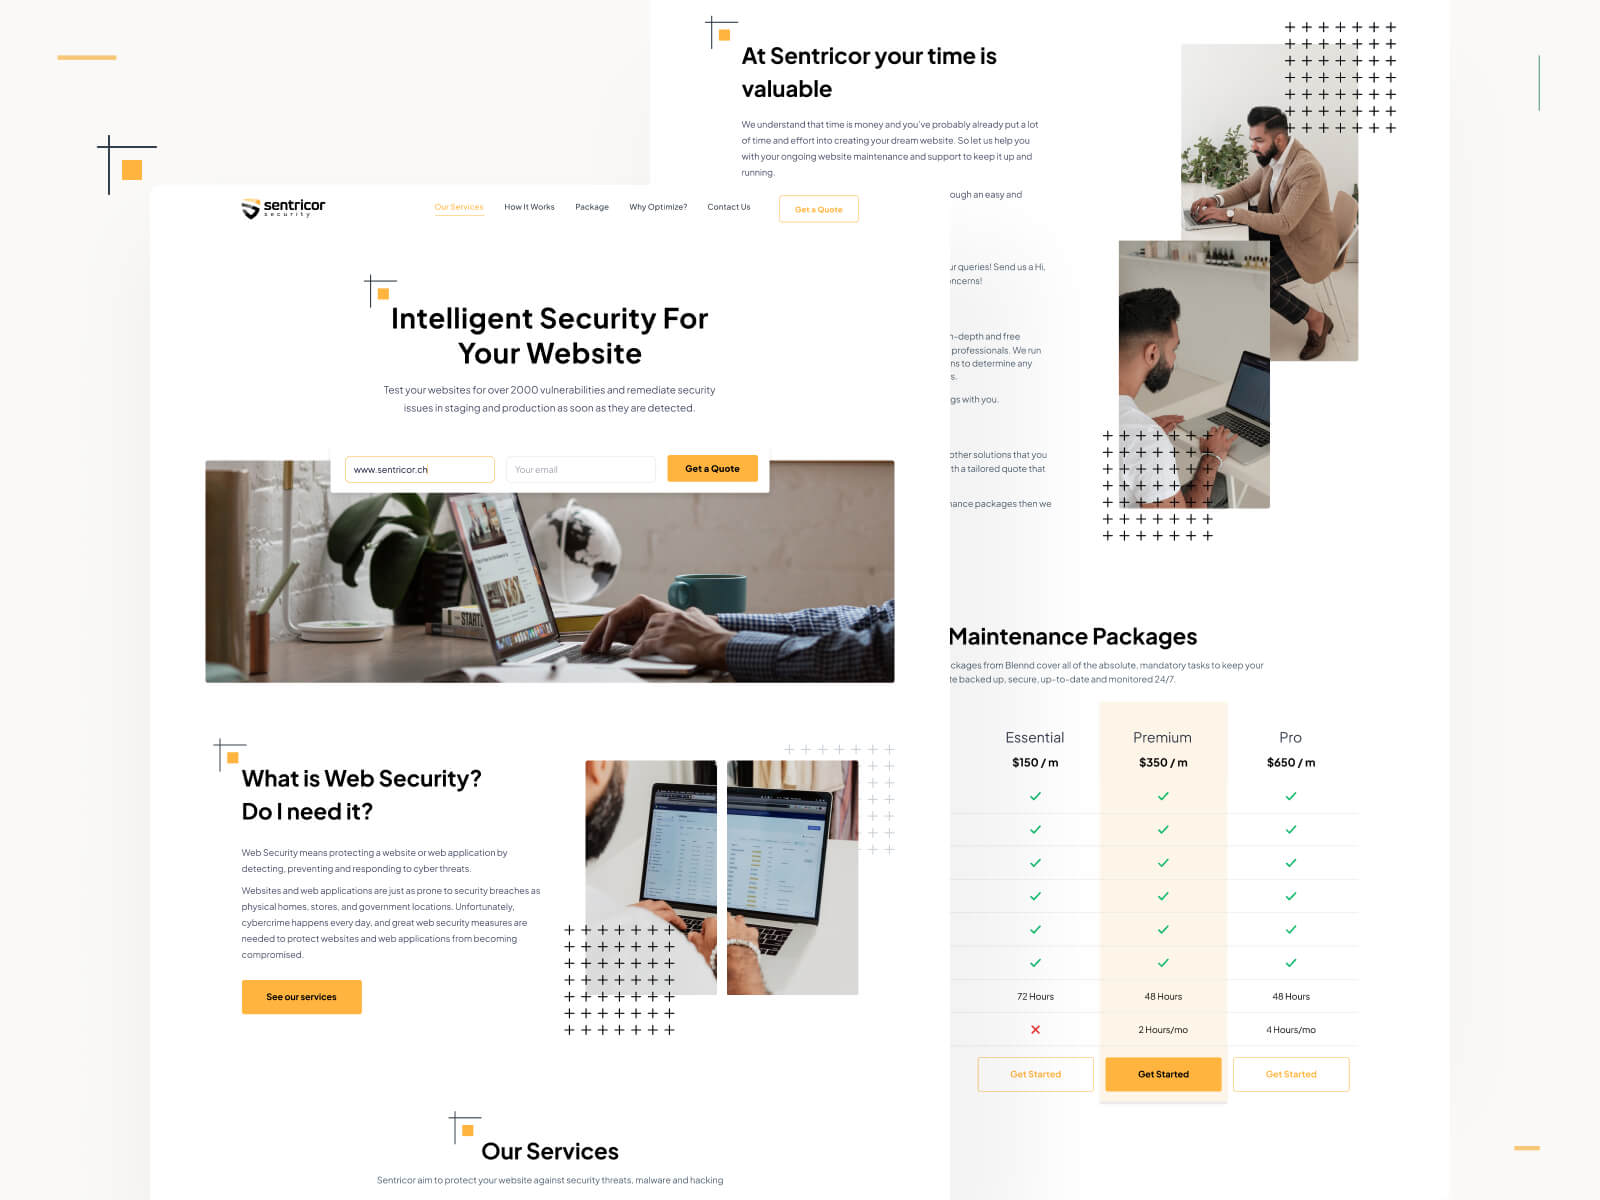 At Sentricor your time is
valuable
We understand that time is money and you've probably already put a lot
of time and effort into creating your dream website. So let us help you
with your ongoing website maintenance and support to keep it up and
running.
ough an easy and
ur queries! Send us a Hi,
oncerns!
n-depth and free
professionals. We run
ns to determine any
s.
gs with you.
other solutions that you
th a tailored quote that
nance packages then we
sentricor
security
Our Services
How It Works
Package
Why Optimize?
Contact Us
Get a Quote
Intelligent Security For
Your Website
Test your websites for over 2000 vulnerabilities and remediate security
issues in staging and production as soon as they are detected.
www.sentricor.ch
Your email
Get a Quote
START
What is Web Security?
Do I need it?
Web Security means protecting a website or web application by
detecting, preventing and responding to cyber threats.
Websites and web applications are just as prone to security breaches as
physical homes, stores, and government locations. Unfortunately,
cybercrime happens every day, and great web security measures are
needed to protect websites and web applications from becoming
compromised.
See our services
Our Services
Sentricor aim to protect your website against security threats, malware and hacking
Maintenance Packages
ckages from Blennd cover all of the absolute, mandatory tasks to keep your
te backed up, secure, up-to-date and monitored 24/7.
Essential Premium Pro
$150 / m $350 / m $650 / m
72 Hours 48 Hours 48 Hours
2 Hours/mo 4 Hours/mo
Get Started Get Started Get Started